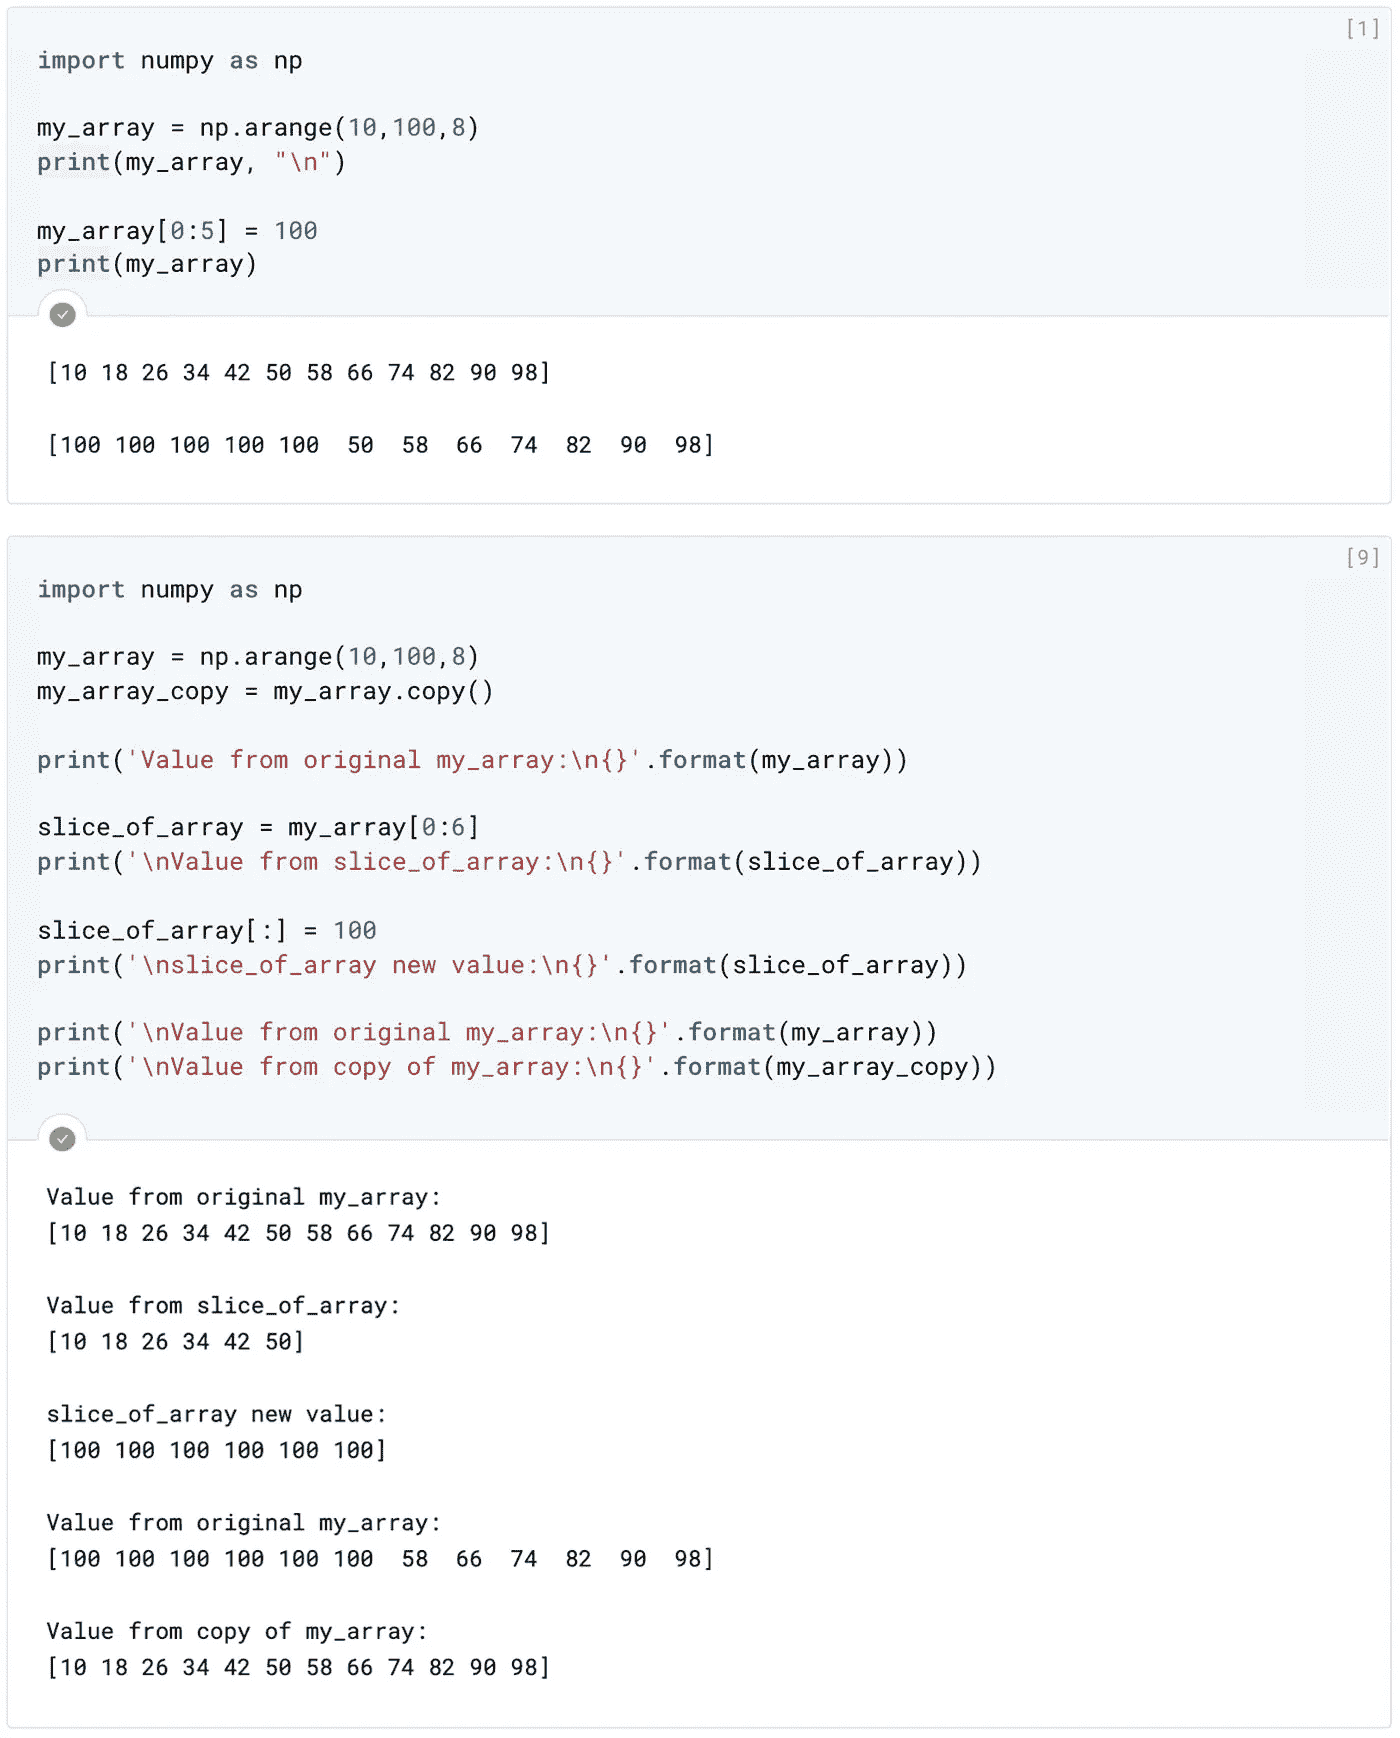 [1]
import numpy as np
my_array = np.arange(10,100,8)
print(my_array, "\n")
my_array[0:5] = 100
print(my_array)
[10 18 26 34 42 50 58 66 74 82 90 98]
[100 100 100 100 100  50  58  66  74  82  90  98]
[9]
import numpy as np
my_array = np.arange(10,100,8)
my_array_copy = my_array.copy()
print('Value from original my_array:\n{}'.format(my_array))
slice_of_array = my_array[0:6]
print('\nValue from slice_of_array:\n{}'.format(slice_of_array))
slice_of_array[:] = 100
print('\nslice_of_array new value:\n{}'.format(slice_of_array))
print('\nValue from original my_array:\n{}'.format(my_array))
print('\nValue from copy of my_array:\n{}'.format(my_array_copy))
Value from original my_array:
[10 18 26 34 42 50 58 66 74 82 90 98]
Value from slice_of_array:
[10 18 26 34 42 50]
slice_of_array new value:
[100 100 100 100 100 100]
Value from original my_array:
[100 100 100 100 100 100  58  66  74  82  90  98]
Value from copy of my_array:
[10 18 26 34 42 50 58 66 74 82 90 98]